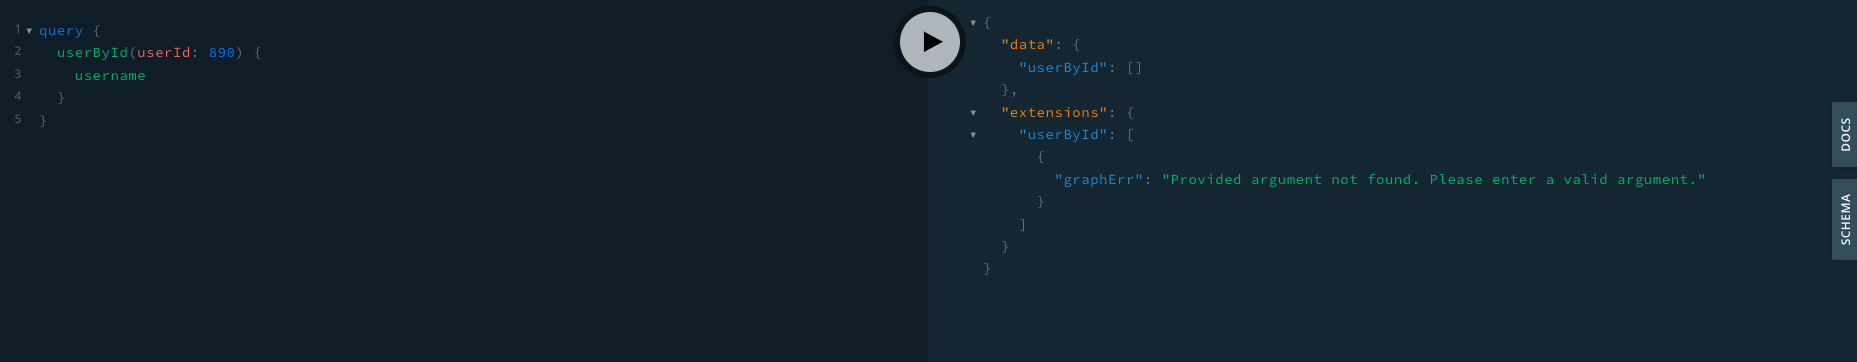 1 query {
2 userById(userId: 890) {
3 username
4 }
5 }
{
"data": {
"userById": []
},
"extensions": {
"userById": [
{
"graphErr": "Provided argument not found. Please enter a valid argument."
}
]
}
}
DOCS
SCHEMA